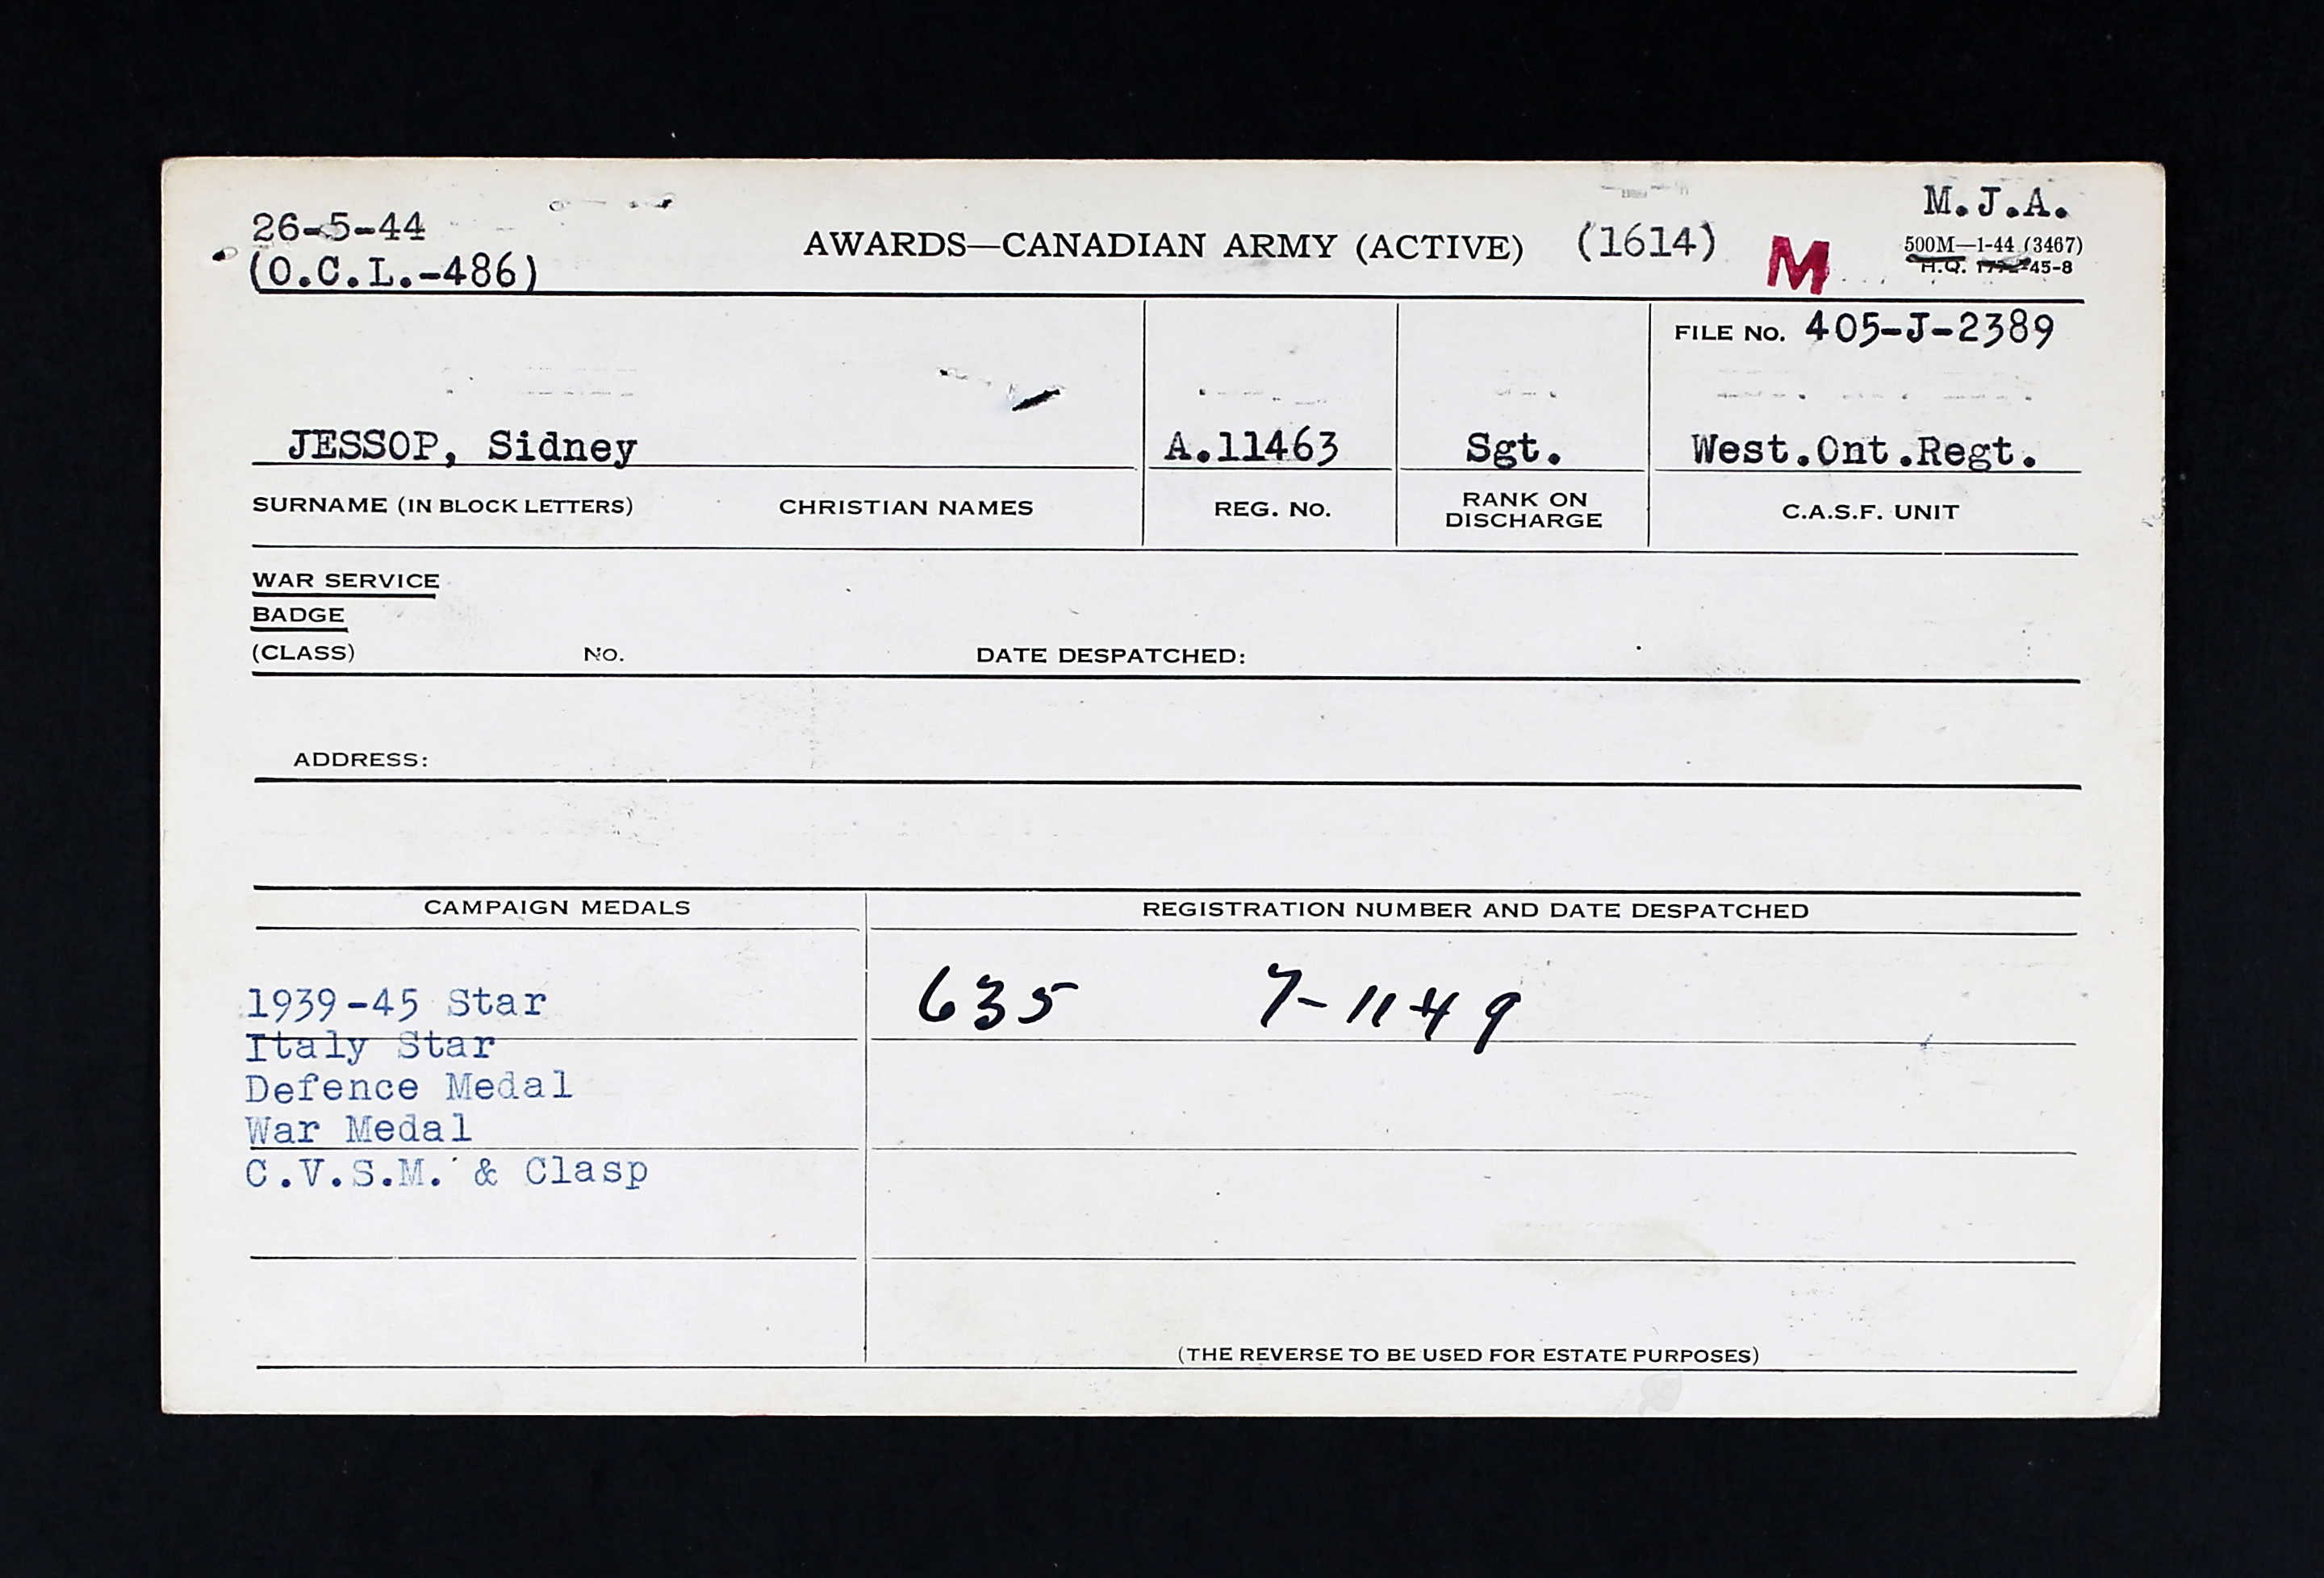 M.J.A.
26-5-44
AWARDS—CANADIAN ARMY (ACTIVE) (1614) M
500M—1-44 (3467)
(O.C.L.-486)
H.Q. 45-8
FILE NO. 405-J-2389
JESSOP, Sidney A.11463 Sgt. West.Ont.Regt.
SURNAME (IN BLOCK LETTERS) CHRISTIAN NAMES REG. NO. RANK ON DISCHARGE C.A.S.F. UNIT
WAR SERVICE
BADGE
(CLASS) NO. DATE DESPATCHED:
ADDRESS:
CAMPAIGN MEDALS REGISTRATION NUMBER AND DATE DESPATCHED
1939-45 Star 635 7-11-49
Italy Star
Defence Medal
War Medal
C.V.S.M. & Clasp
(THE REVERSE TO BE USED FOR ESTATE PURPOSES)